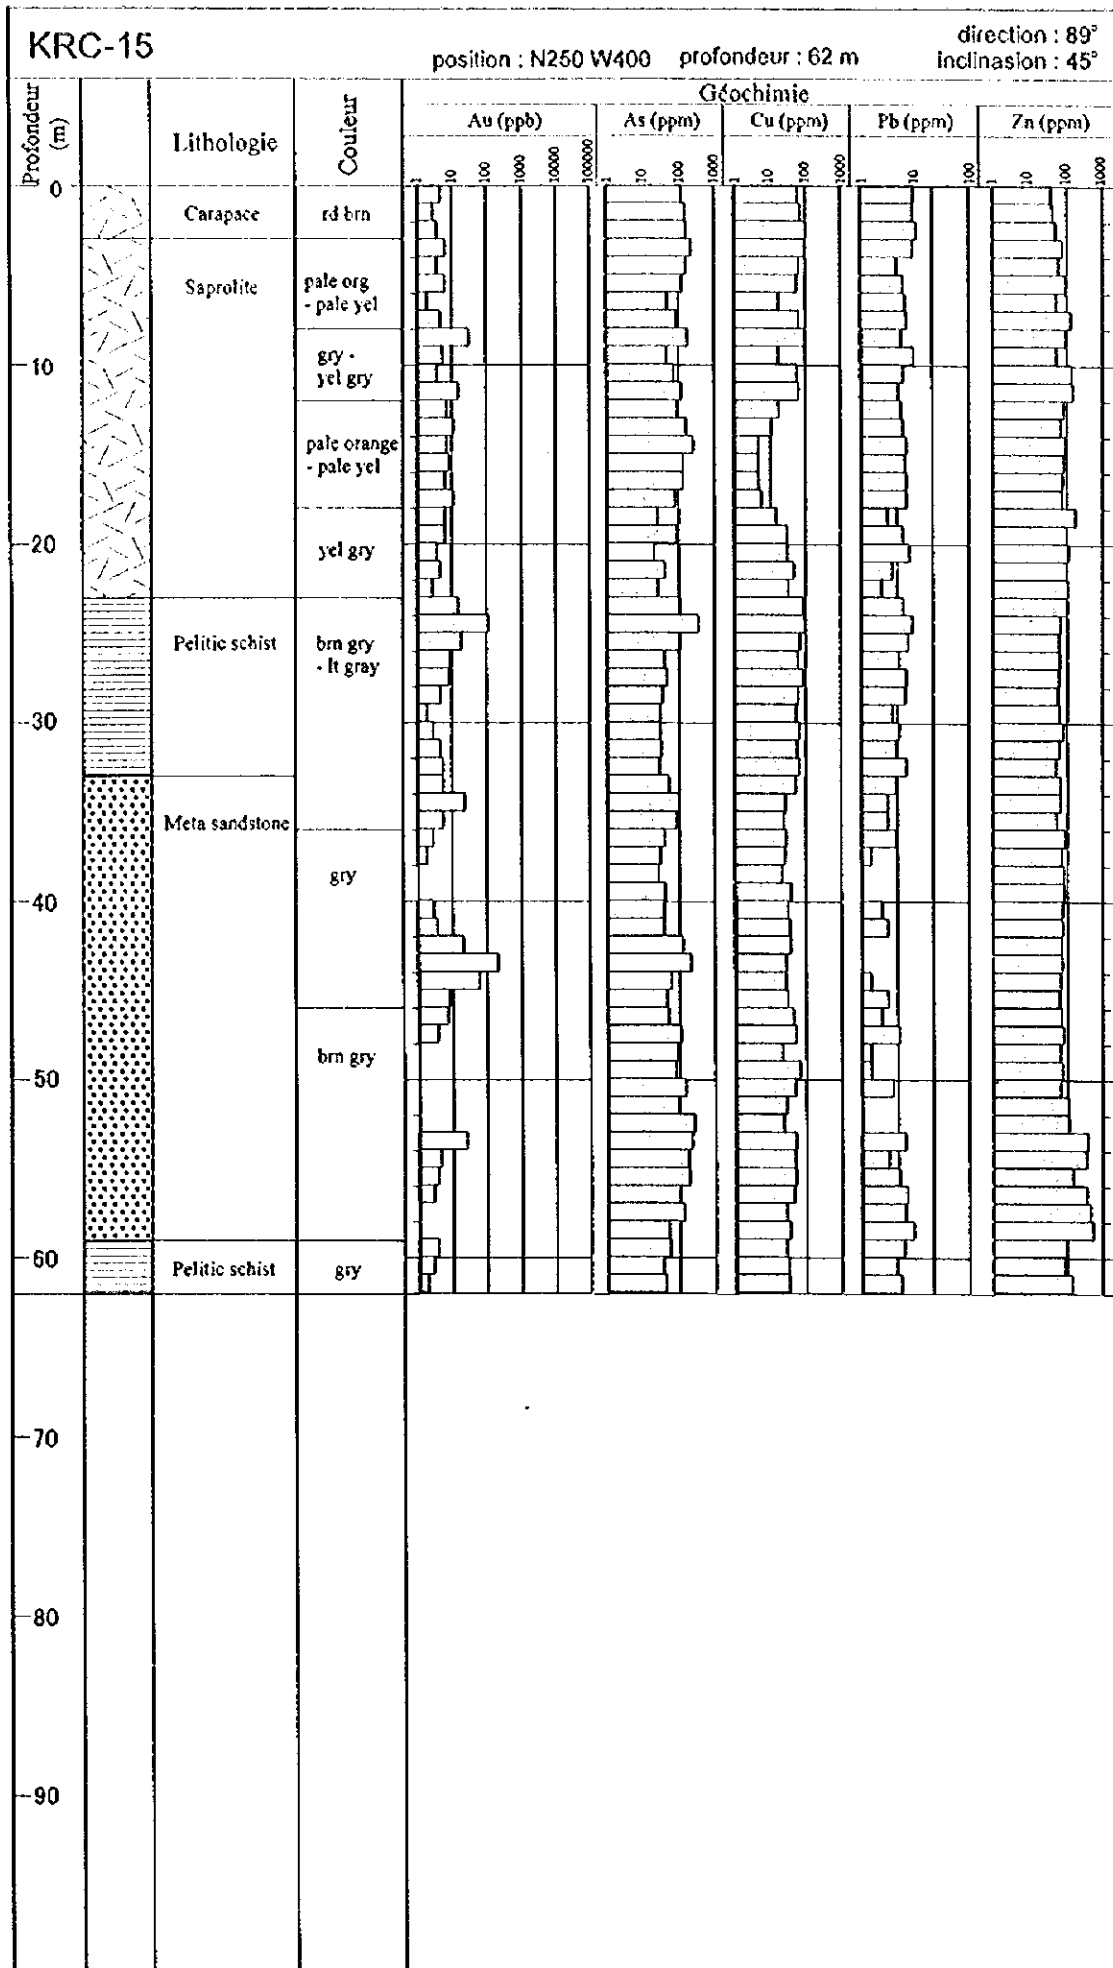 KRC-15
position : N250 W400 profondeur : 62 m
direction : 89°
inclinasion : 45°
Profondeur (m)
Lithologie
Couleur
Géochimie
Au (ppb)
As (ppm)
Cu (ppm)
Pb (ppm)
Zn (ppm)
1 10 100 1000 10000 100000
1 10 100 1000
1 10 100 1000
1 10 100
1 10 100 1000
0
Carapace
rd brn
Saprolite
pale org
- pale yel
10
gry -
yel gry
pale orange
- pale yel
20
yel gry
Pelitic schist
brn gry
- lt gray
30
Meta sandstone
gry
40
brn gry
50
60
Pelitic schist
gry
70
80
90